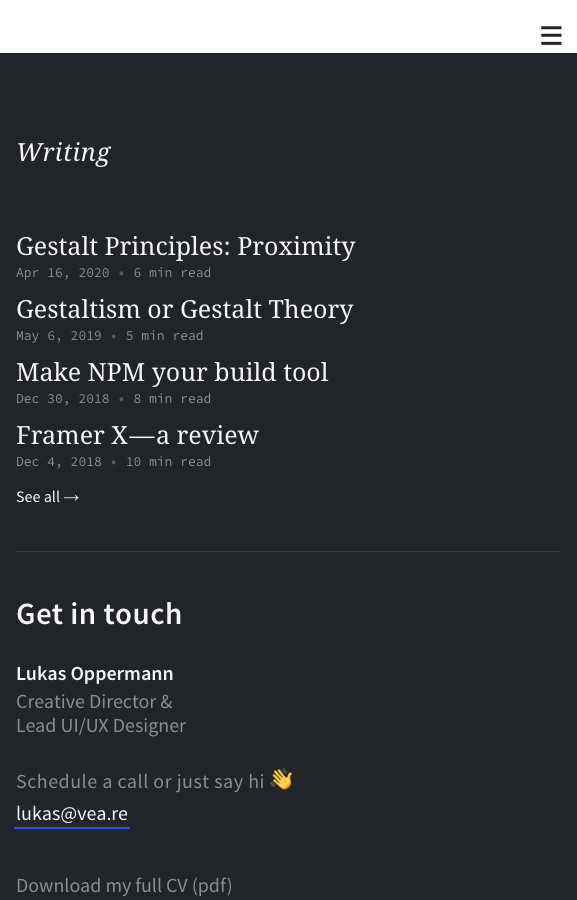 Writing
Gestalt Principles: Proximity
Apr 16, 2020 • 6 min read
Gestaltism or Gestalt Theory
May 6, 2019 • 5 min read
Make NPM your build tool
Dec 30, 2018 • 8 min read
Framer X—a review
Dec 4, 2018 • 10 min read
See all →
Get in touch
Lukas Oppermann
Creative Director &
Lead UI/UX Designer
Schedule a call or just say hi 👋
lukas@vea.re
Download my full CV (pdf)